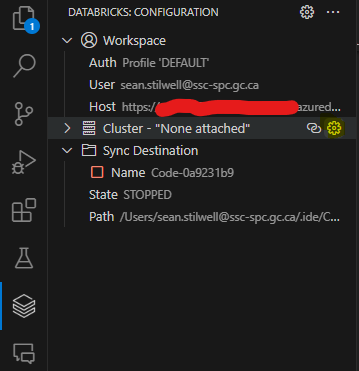 DATABRICKS: CONFIGURATION
1
Workspace
Auth Profile 'DEFAULT'
User sean.stilwell@ssc-spc.gc.ca
Host https:/ azured...
Cluster - "None attached"
Sync Destination
Name Code-0a9231b9
State STOPPED
Path /Users/sean.stilwell@ssc-spc.gc.ca/.ide/C...